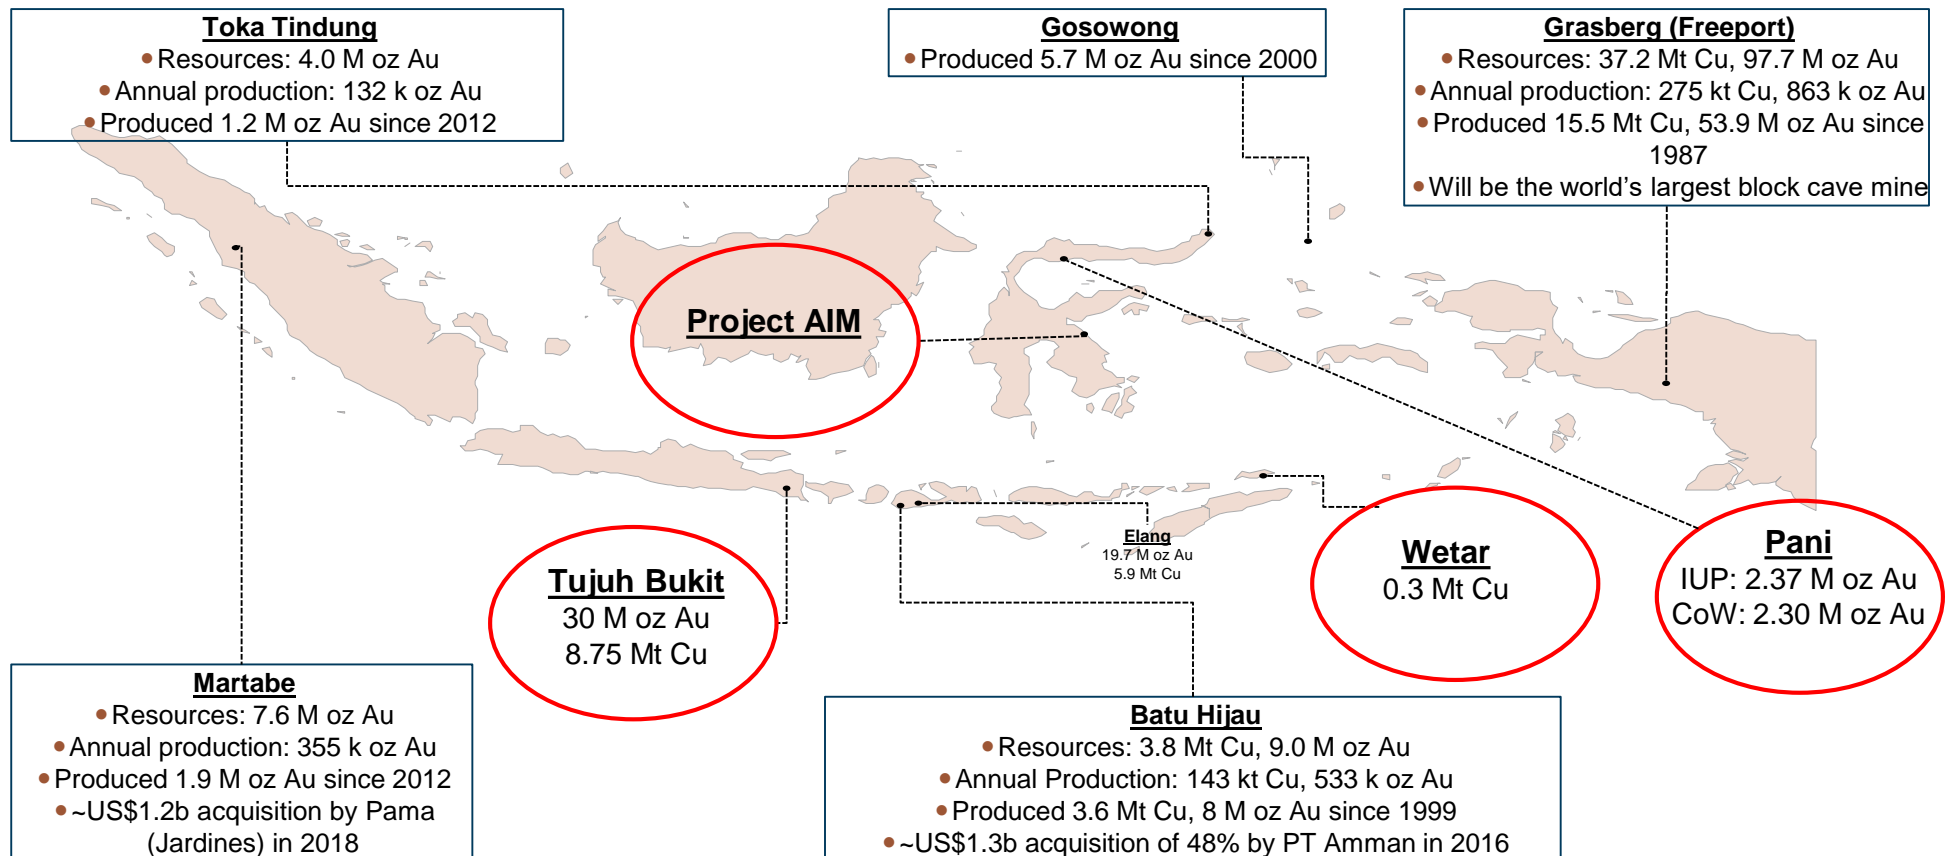 Toka Tindung
• Resources: 4.0 M oz Au
• Annual production: 132 k oz Au
• Produced 1.2 M oz Au since 2012
Gosowong
• Produced 5.7 M oz Au since 2000
Grasberg (Freeport)
• Resources: 37.2 Mt Cu, 97.7 M oz Au
• Annual production: 275 kt Cu, 863 k oz Au
• Produced 15.5 Mt Cu, 53.9 M oz Au since
1987
• Will be the world's largest block cave mine
Project AIM
Elang
19.7 M oz Au
5.9 Mt Cu
Tujuh Bukit
30 M oz Au
8.75 Mt Cu
Wetar
0.3 Mt Cu
Pani
IUP: 2.37 M oz Au
CoW: 2.30 M oz Au
Martabe
• Resources: 7.6 M oz Au
• Annual production: 355 k oz Au
• Produced 1.9 M oz Au since 2012
• ~US$1.2b acquisition by Pama
(Jardines) in 2018
Batu Hijau
• Resources: 3.8 Mt Cu, 9.0 M oz Au
• Annual Production: 143 kt Cu, 533 k oz Au
• Produced 3.6 Mt Cu, 8 M oz Au since 1999
• ~US$1.3b acquisition of 48% by PT Amman in 2016